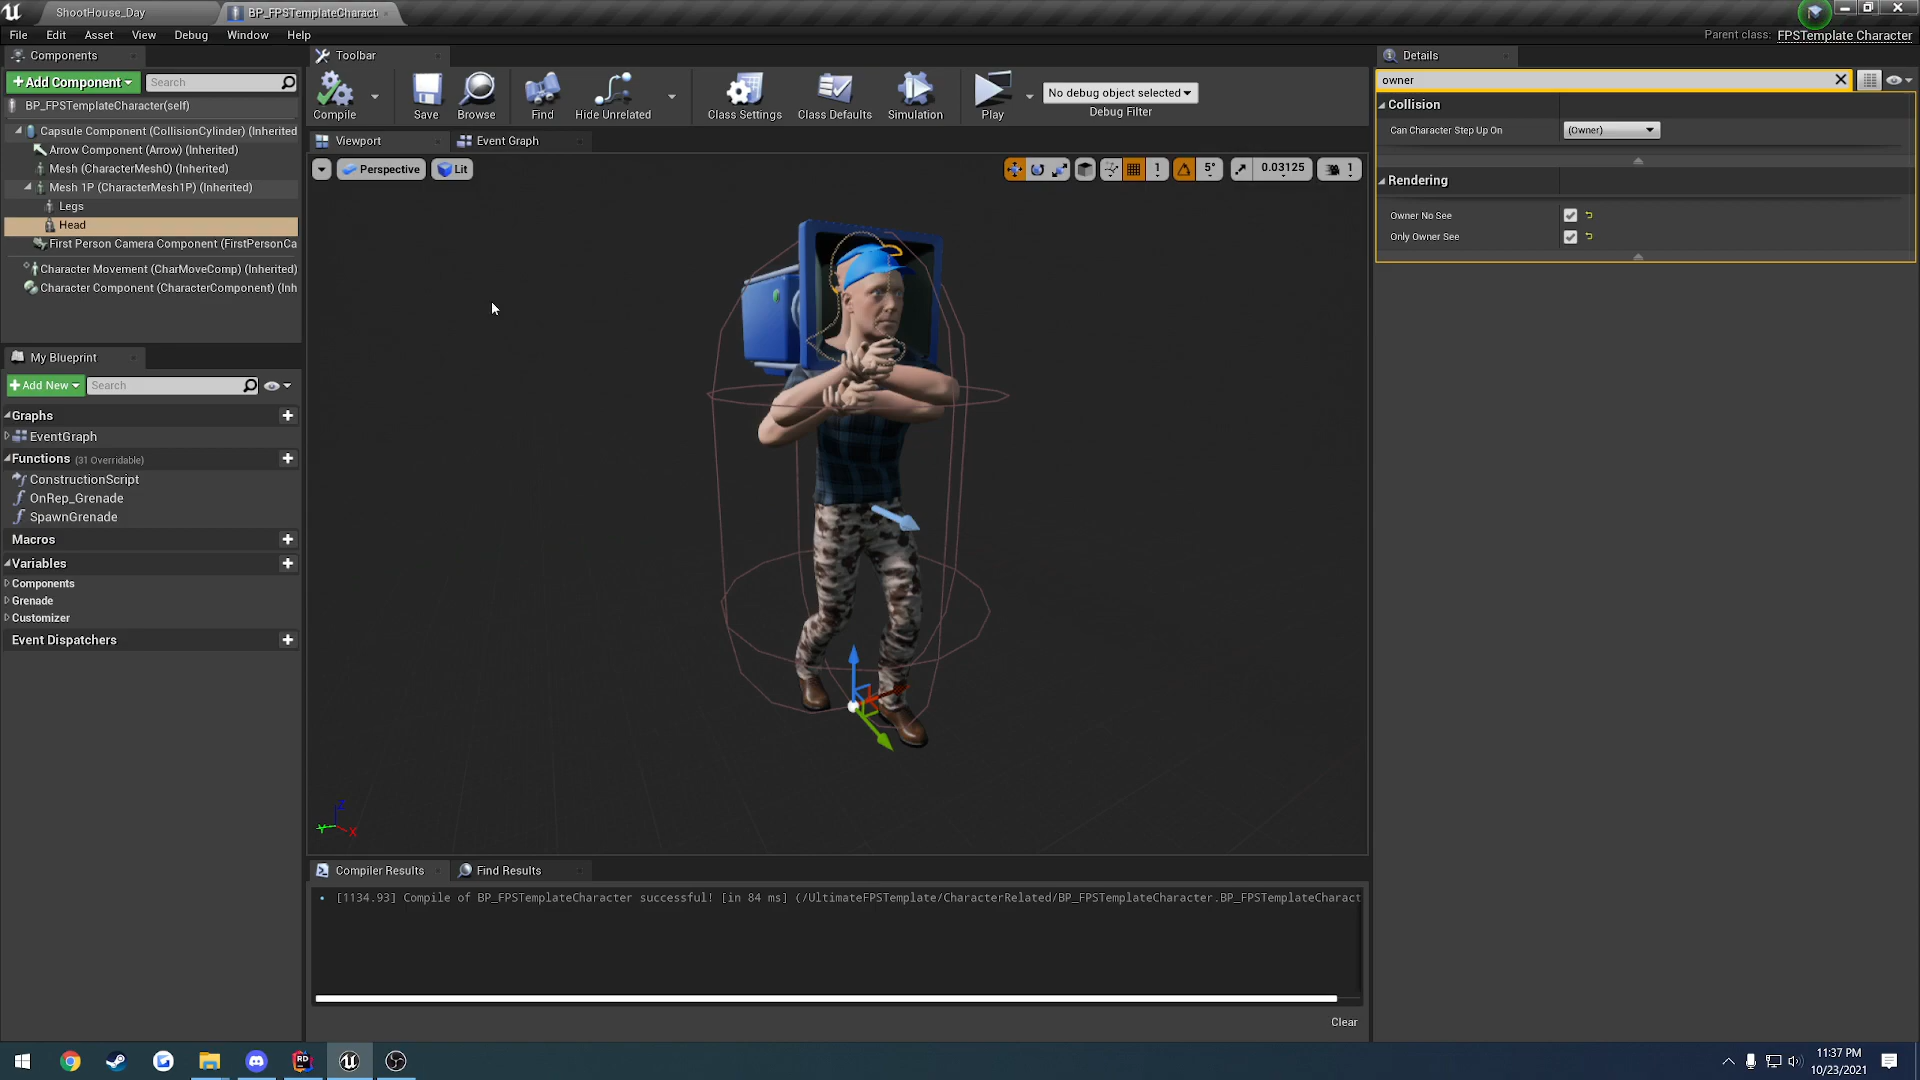 ShootHouse_Day
BP_FPSTemplateCharact
File Edit Asset View Debug Window Help
Parent class: FPSTemplate Character
Components
Add Component
Search
BP_FPSTemplateCharacter(self)
Capsule Component (CollisionCylinder) (Inherited
Arrow Component (Arrow) (Inherited)
Mesh (CharacterMesh0) (Inherited)
Mesh 1P (CharacterMesh1P) (Inherited)
Legs
Head
First Person Camera Component (FirstPersonCa
Character Movement (CharMoveComp) (Inherited)
Character Component (CharacterComponent) (Inh
My Blueprint
Add New
Search
Graphs
EventGraph
Functions (31 Overridable)
ConstructionScript
OnRep_Grenade
SpawnGrenade
Macros
Variables
Components
Grenade
Customizer
Event Dispatchers
Toolbar
Compile
Save
Browse
Find
Hide Unrelated
Class Settings
Class Defaults
Simulation
Play
No debug object selected
Debug Filter
Viewport
Event Graph
Perspective
Lit
1
5°
0.03125
1
Z
Y
X
Compiler Results
Find Results
[1134.93] Compile of BP_FPSTemplateCharacter successful! [in 84 ms] (/UltimateFPSTemplate/CharacterRelated/BP_FPSTemplateCharacter.BP_FPSTemplateCharact
Clear
Details
owner
Collision
Can Character Step Up On (Owner)
Rendering
Owner No See
Only Owner See
RD
11:37 PM
10/23/2021